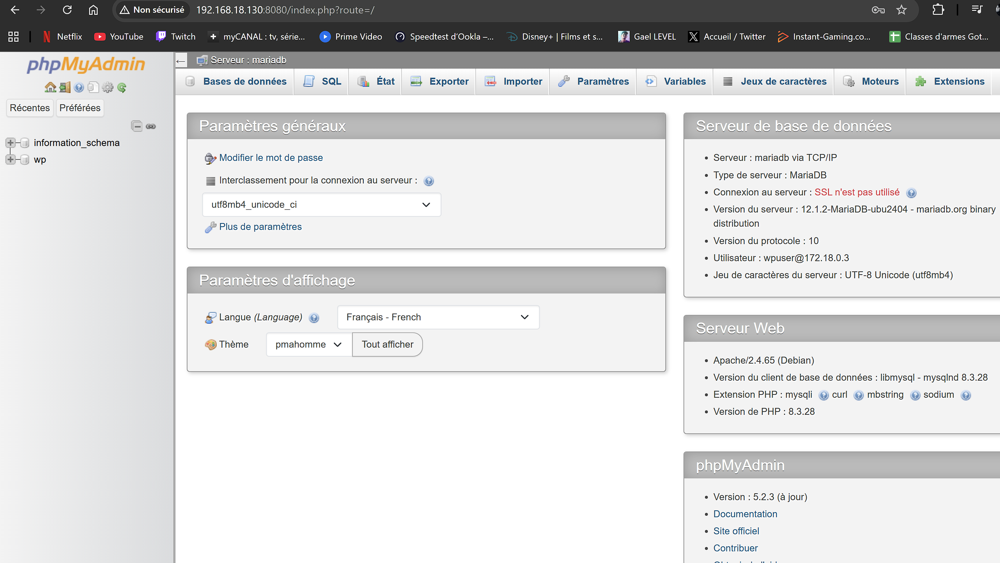 Non sécurisé 192.168.18.130:8080/index.php?route=/
Netflix YouTube Twitch myCANAL : tv, série... Prime Video Speedtest d'Ookla –... Disney+ | Films et s... Gael LEVEL Accueil / Twitter Instant-Gaming.co... Classes d'armes Got...
phpMyAdmin
Récentes Préférées
information_schema
wp
Serveur : mariadb
Bases de données SQL État Exporter Importer Paramètres Variables Jeux de caractères Moteurs Extensions
Paramètres généraux
Modifier le mot de passe
Interclassement pour la connexion au serveur :
utf8mb4_unicode_ci
Plus de paramètres
Paramètres d'affichage
Langue (Language) Français - French
Thème pmahomme Tout afficher
Serveur de base de données
Serveur : mariadb via TCP/IP
Type de serveur : MariaDB
Connexion au serveur : SSL n'est pas utilisé
Version du serveur : 12.1.2-MariaDB-ubu2404 - mariadb.org binary
distribution
Version du protocole : 10
Utilisateur : wpuser@172.18.0.3
Jeu de caractères du serveur : UTF-8 Unicode (utf8mb4)
Serveur Web
Apache/2.4.65 (Debian)
Version du client de base de données : libmysql - mysqlnd 8.3.28
Extension PHP : mysqli curl mbstring sodium
Version de PHP : 8.3.28
phpMyAdmin
Version : 5.2.3 (à jour)
Documentation
Site officiel
Contribuer